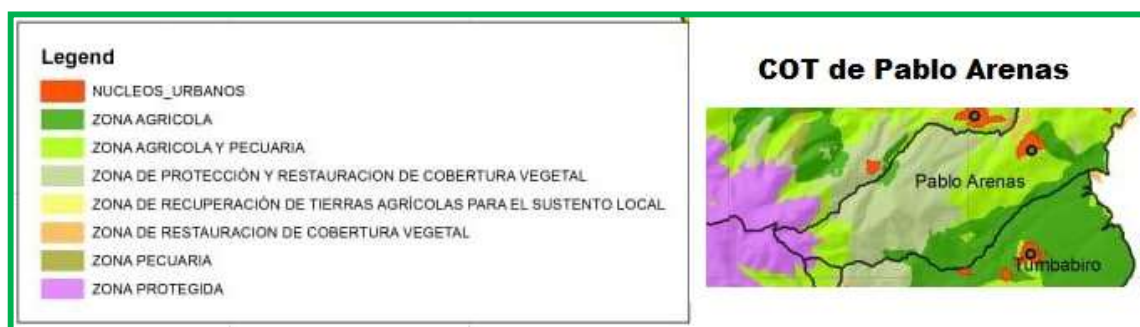 Legend
NUCLEOS_URBANOS
ZONA AGRICOLA
ZONA AGRICOLA Y PECUARIA
ZONA DE PROTECCIÓN Y RESTAURACION DE COBERTURA VEGETAL
ZONA DE RECUPERACIÓN DE TIERRAS AGRÍCOLAS PARA EL SUSTENTO LOCAL
ZONA DE RESTAURACION DE COBERTURA VEGETAL
ZONA PECUARIA
ZONA PROTEGIDA
COT de Pablo Arenas
Pablo Arenas
Tumbabiro